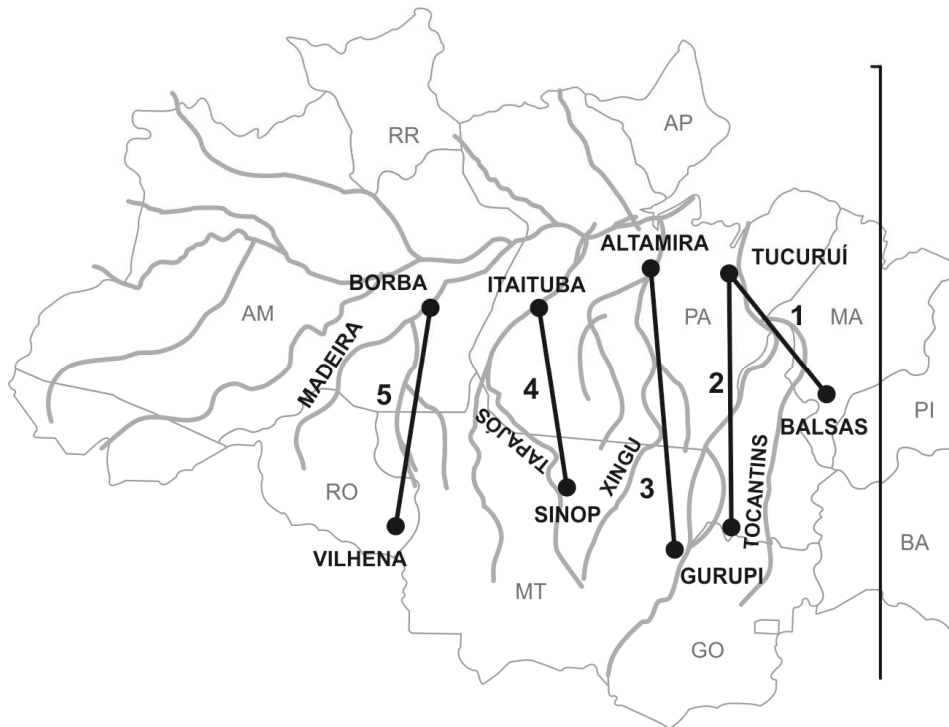 RR
AP
ALTAMIRA
TUCURUÍ
BORBA
ITAITUBA
AM
PA
MA
1
MADEIRA
5
4
2
BALSAS
PI
TAPAJÓS
XINGU
3
TOCANTINS
RO
SINOP
VILHENA
GURUPI
BA
MT
GO